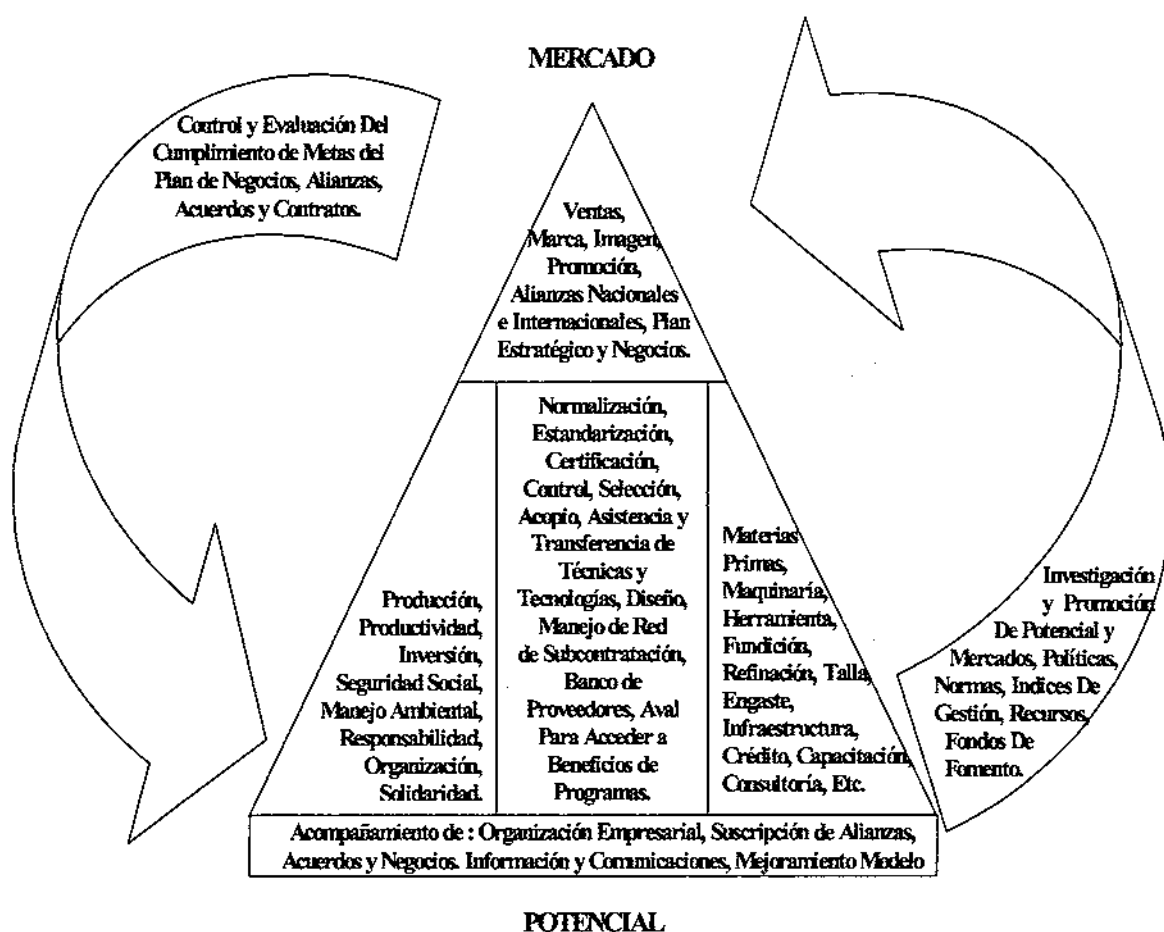 MERCADO
Control y Evaluación Del
Cumplimiento de Metas del
Plan de Negocios, Alianzas,
Acuerdos y Contratos.
Ventas,
Marca, Imagen,
Promoción,
Alianzas Nacionales
e Internacionales, Plan
Estratégico y Negocios.
Producción,
Productividad,
Inversión,
Seguridad Social,
Manejo Ambiental,
Responsabilidad,
Organización,
Solidaridad.
Normalización,
Estandarización,
Certificación,
Control, Selección,
Acopio, Asistencia y
Transferencia de
Técnicas y
Tecnologías, Diseño,
Manejo de Red
de Subcontratación,
Banco de
Proveedores, Aval
Para Acceder a
Beneficios de
Programas.
Materias
Primas,
Maquinaría,
Herramienta,
Fundición,
Refinación, Talla,
Engaste,
Infraestructura,
Crédito, Capacitación,
Consultoría, Etc.
Investigación
y Promoción
De Potencial y
Mercados, Políticas,
Normas, Indices De
Gestión, Recursos,
Fondos De
Fomento.
Acompañamiento de : Organización Empresarial, Suscripción de Alianzas,
Acuerdos y Negocios. Información y Comunicaciones, Mejoramiento Modelo
POTENCIAL